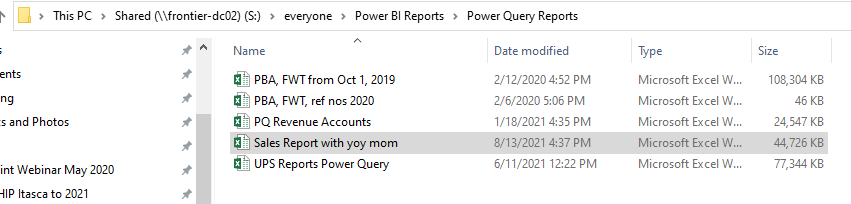 This PC > Shared (\\frontier-dc02) (S:) > everyone > Power BI Reports > Power Query Reports
Name Date modified Type Size
PBA, FWT from Oct 1, 2019 2/12/2020 4:52 PM Microsoft Excel W... 108,304 KB
ents
PBA, FWT, ref nos 2020 2/6/2020 5:06 PM Microsoft Excel W... 46 KB
ng
PQ Revenue Accounts 1/18/2021 4:35 PM Microsoft Excel W... 24,547 KB
s and Photos
Sales Report with yoy mom 8/13/2021 4:37 PM Microsoft Excel W... 44,726 KB
UPS Reports Power Query 6/11/2021 12:22 PM Microsoft Excel W... 77,344 KB
int Webinar May 2020
HIP Itasca to 2021